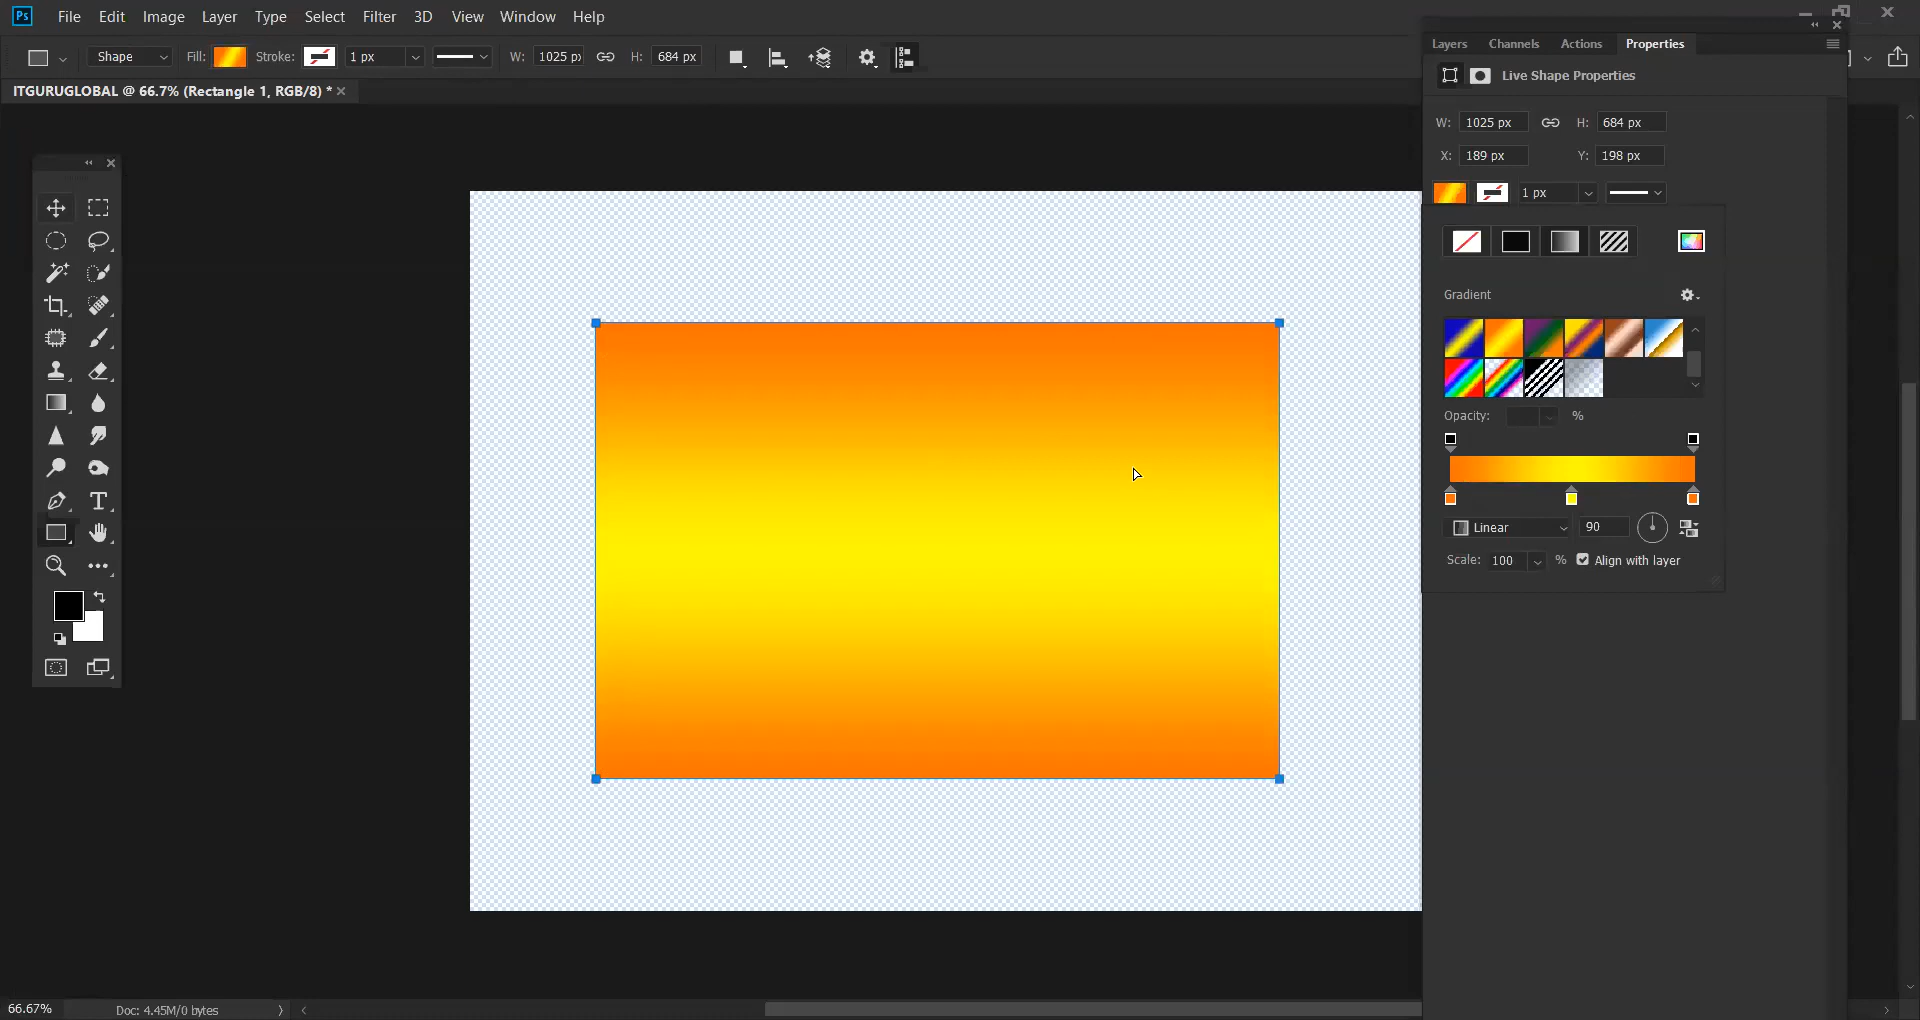 Ps File Edit Image Layer Type Select Filter 3D View Window Help
Shape Fill: Stroke: 1 px W: 1025 px H: 684 px
ITGURUGLOBAL @ 66.7% (Rectangle 1, RGB/8) *
Layers Channels Actions Properties
Live Shape Properties
W: 1025 px H: 684 px
X: 189 px Y: 198 px
1 px
Gradient
Opacity: %
Linear 90
Scale: 100 % Align with layer
T
66.67% Doc: 4.45M/0 bytes